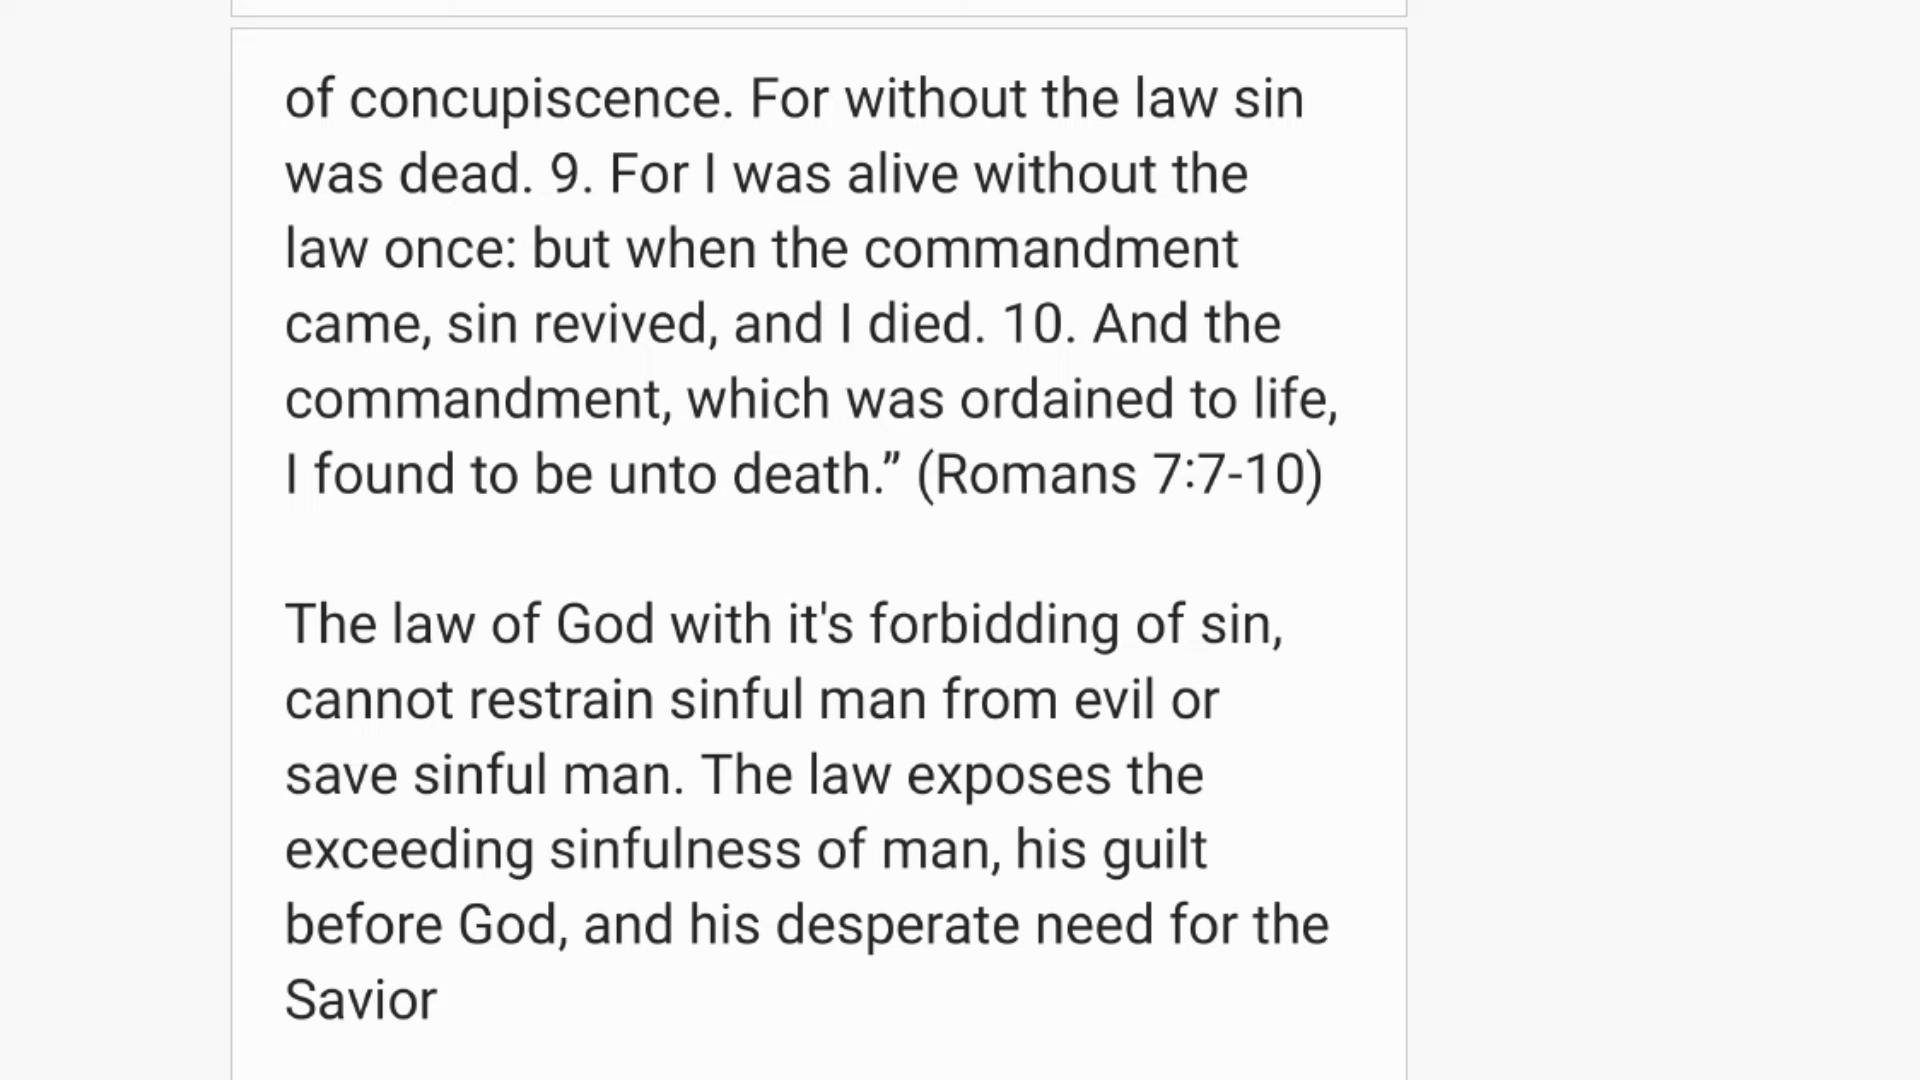 of concupiscence. For without the law sin
was dead. 9. For I was alive without the
law once: but when the commandment
came, sin revived, and I died. 10. And the
commandment, which was ordained to life,
I found to be unto death.” (Romans 7:7-10)
The law of God with it's forbidding of sin,
cannot restrain sinful man from evil or
save sinful man. The law exposes the
exceeding sinfulness of man, his guilt
before God, and his desperate need for the
Savior